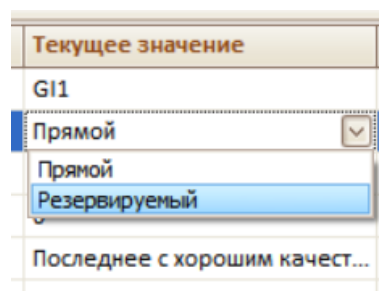 Текущее значение
GI1
Прямой
Прямой
Резервируемый
Последнее с хорошим качест...